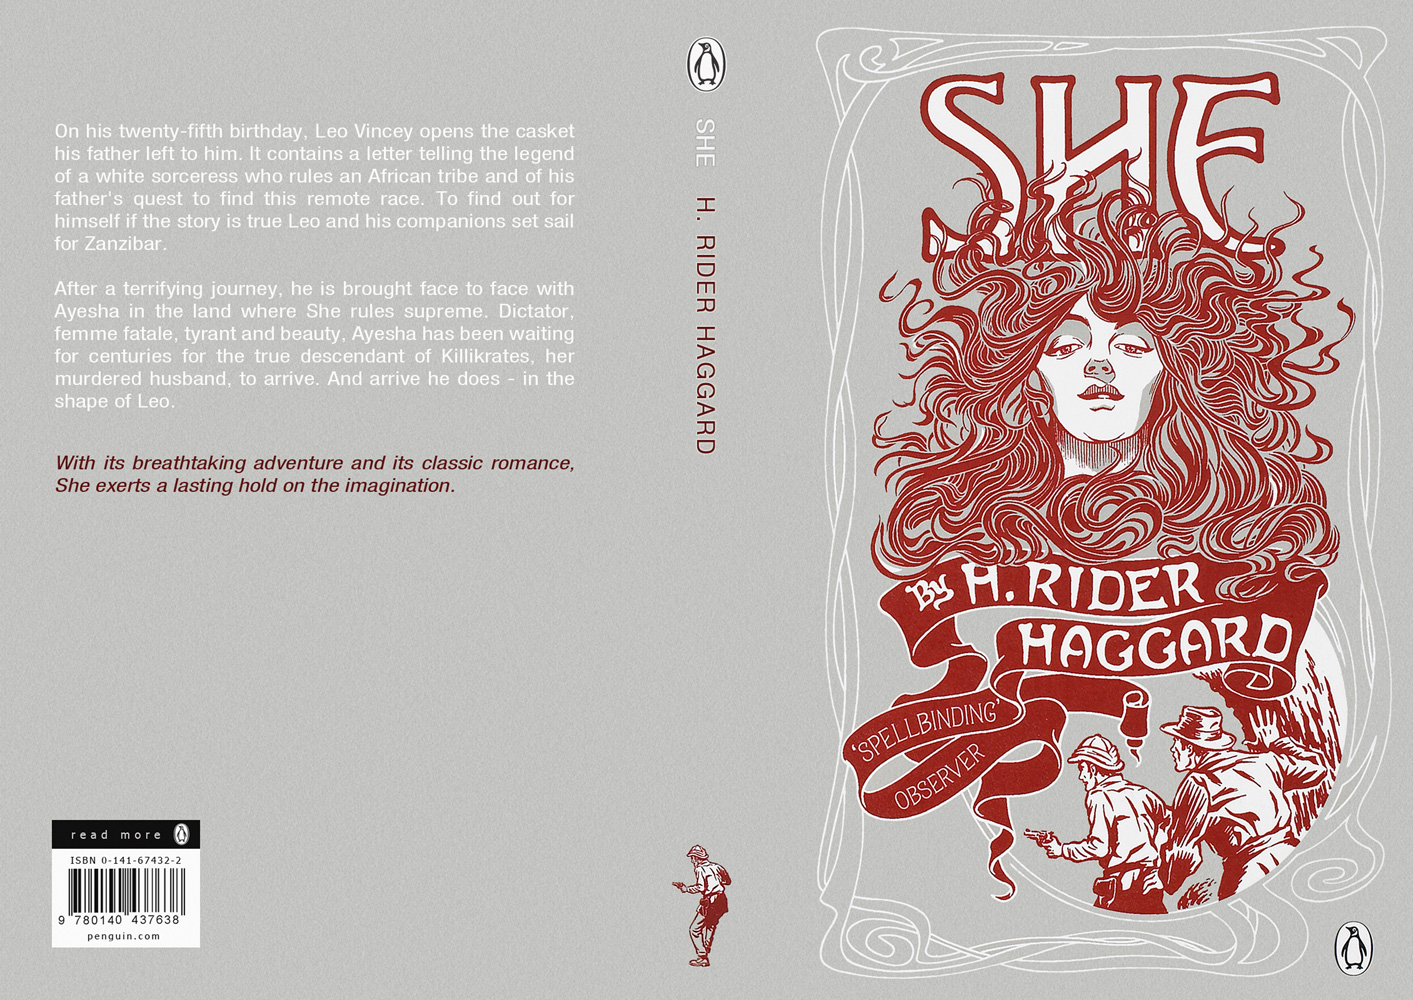 On his twenty-fifth birthday, Leo Vincey opens the casket
his father left to him. It contains a letter telling the legend
of a white sorceress who rules an African tribe and of his
father's quest to find this remote race. To find out for
himself if the story is true Leo and his companions set sail
for Zanzibar.
After a terrifying journey, he is brought face to face with
Ayesha in the land where She rules supreme. Dictator,
femme fatale, tyrant and beauty, Ayesha has been waiting
for centuries for the true descendant of Killikrates, her
murdered husband, to arrive. And arrive he does - in the
shape of Leo.
With its breathtaking adventure and its classic romance,
She exerts a lasting hold on the imagination.
read more
ISBN 0-141-67432-2
9 780140 437638
penguin.com
SHE H. RIDER HAGGARD
SHE
By H. RIDER
HAGGARD
'SPELLBINDING'
OBSERVER